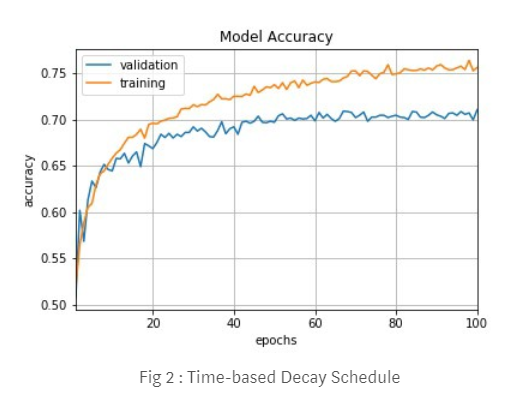 Model Accuracy
validation
training
0.75
0.70
0.65
0.60
0.55
0.50
accuracy
20
40
60
80
100
epochs
Fig 2 : Time-based Decay Schedule